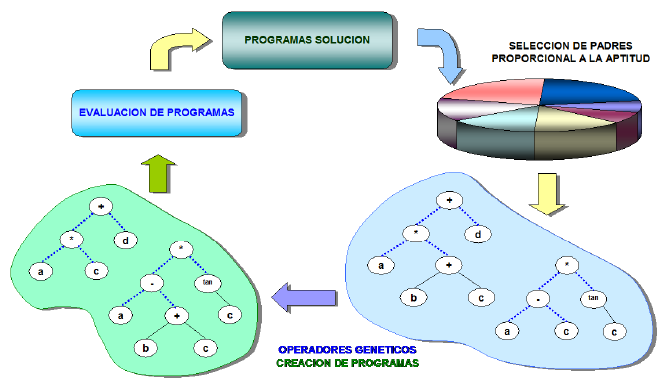 PROGRAMAS SOLUCION
SELECCION DE PADRES
PROPORCIONAL A LA APTITUD
EVALUACION DE PROGRAMAS
+
*
d
a
c
*
-
tan
a
+
c
b
c
+
*
d
a
+
b
c
*
-
tan
a
c
c
OPERADORES GENETICOS
CREACION DE PROGRAMAS